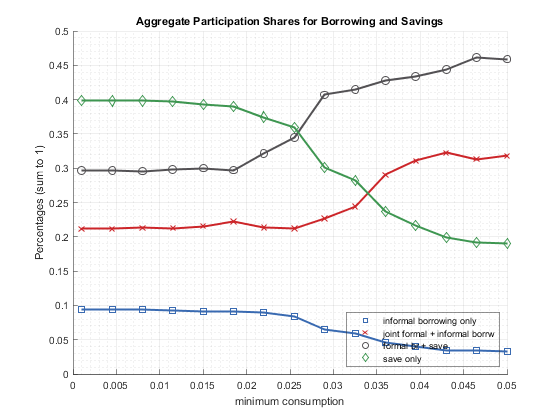 Aggregate Participation Shares for Borrowing and Savings
0.5
0.45
0.4
0.35
0.3
0.25
0.2
0.15
0.1
0.05
0
Percentages (sum to 1)
0 0.005 0.01 0.015 0.02 0.025 0.03 0.035 0.04 0.045 0.05
minimum consumption
informal borrowing only
joint formal + informal borrw
formal + save
save only